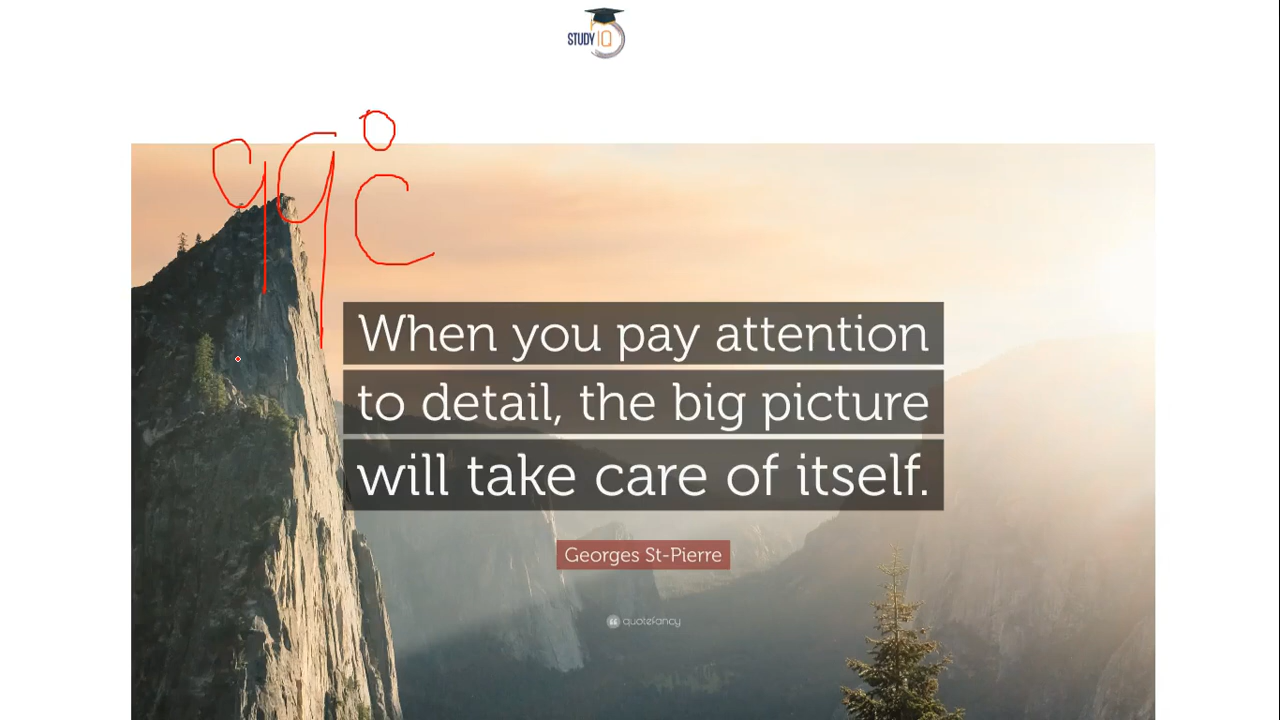 STUDY IQ
99°C
When you pay attention
to detail, the big picture
will take care of itself.
Georges St-Pierre
quotefancy